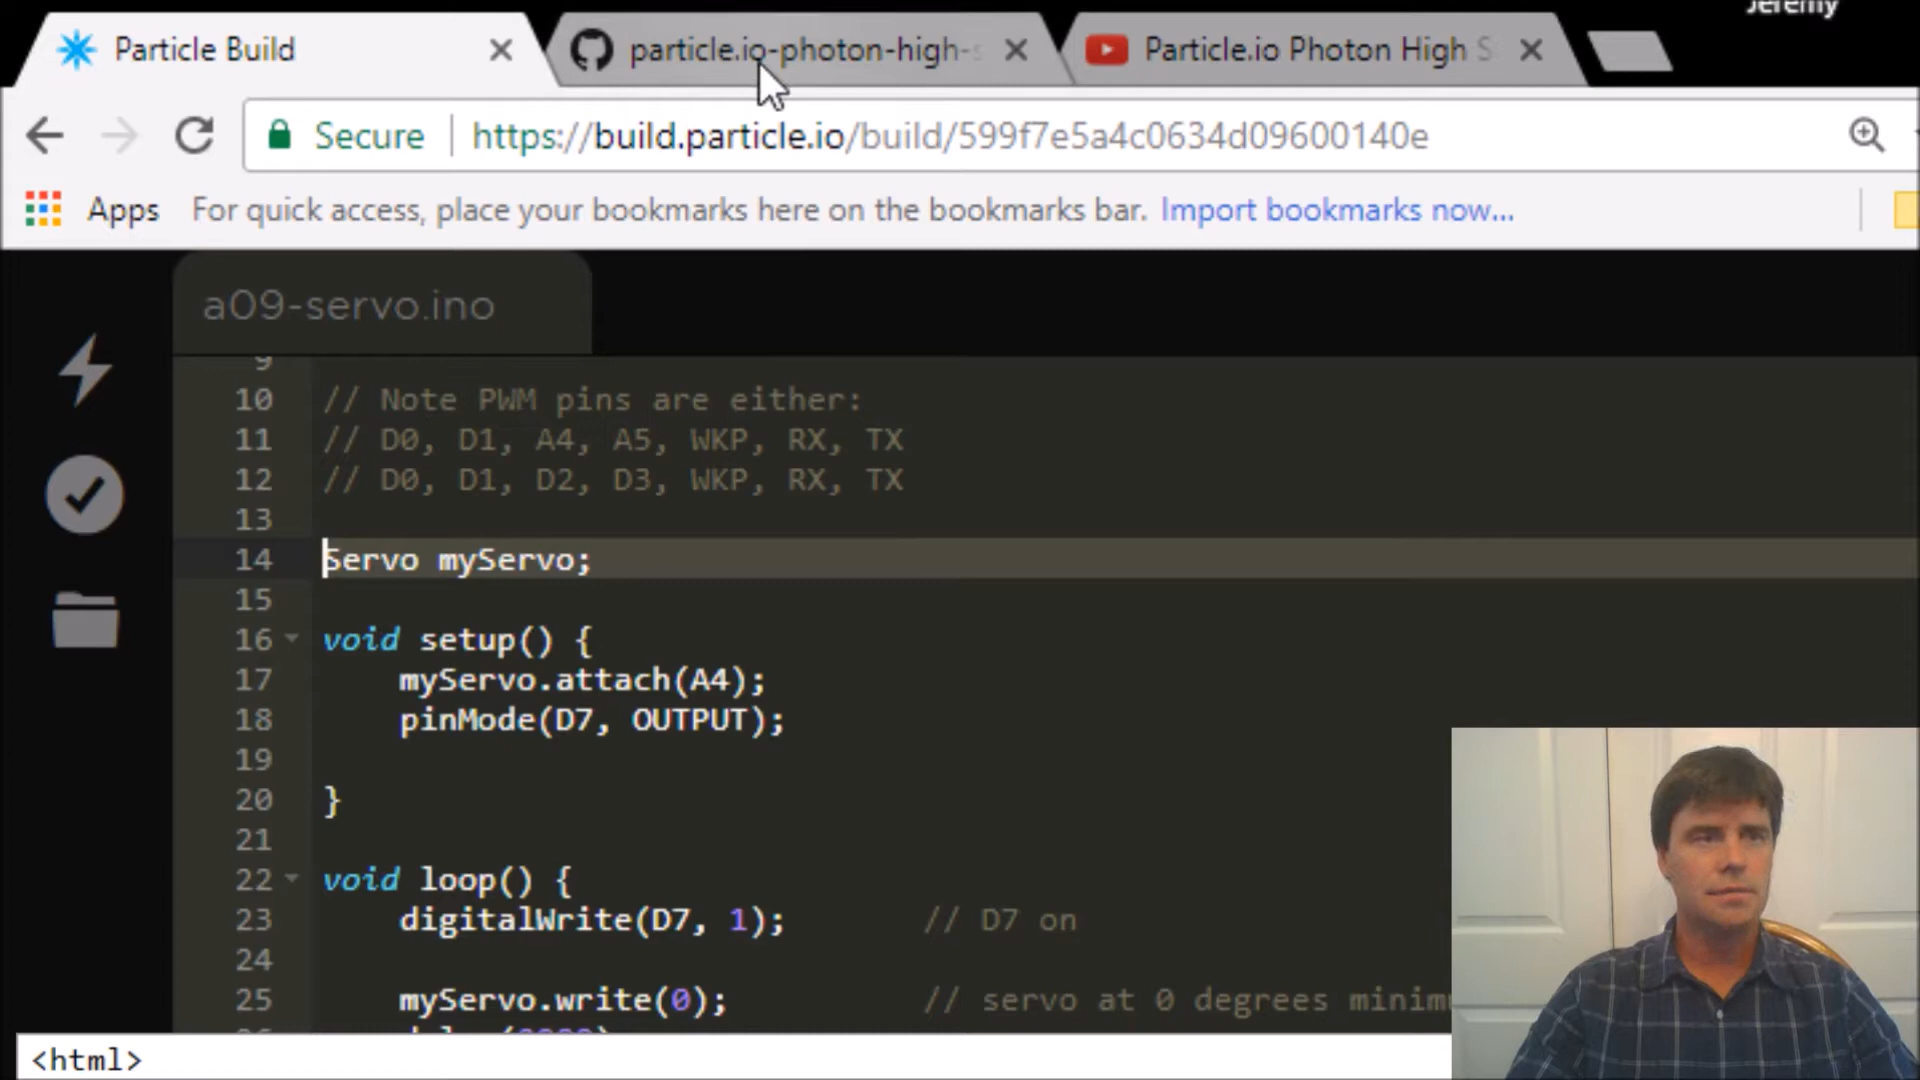 Jeremy
Particle Build
particle.io-photon-high-s
Particle.io Photon High S
Secure https://build.particle.io/build/599f7e5a4c0634d09600140e
Apps For quick access, place your bookmarks here on the bookmarks bar. Import bookmarks now...
a09-servo.ino
9
10 // Note PWM pins are either:
11 // D0, D1, A4, A5, WKP, RX, TX
12 // D0, D1, D2, D3, WKP, RX, TX
13
14 Servo myServo;
15
16 void setup() {
17 myServo.attach(A4);
18 pinMode(D7, OUTPUT);
19
20 }
21
22 void loop() {
23 digitalWrite(D7, 1); // D7 on
24
25 myServo.write(0); // servo at 0 degrees minimu
<html>